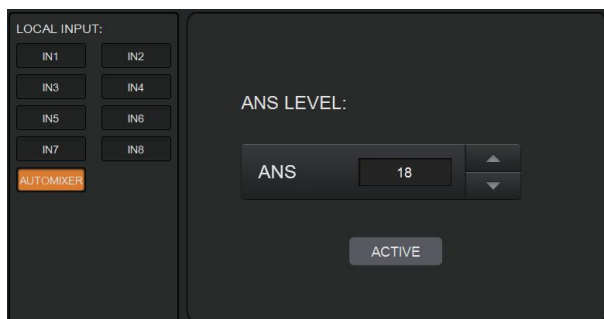 LOCAL INPUT:
IN1 IN2
IN3 IN4
IN5 IN6
IN7 IN8
AUTOMIXER
ANS LEVEL:
ANS 18
ACTIVE